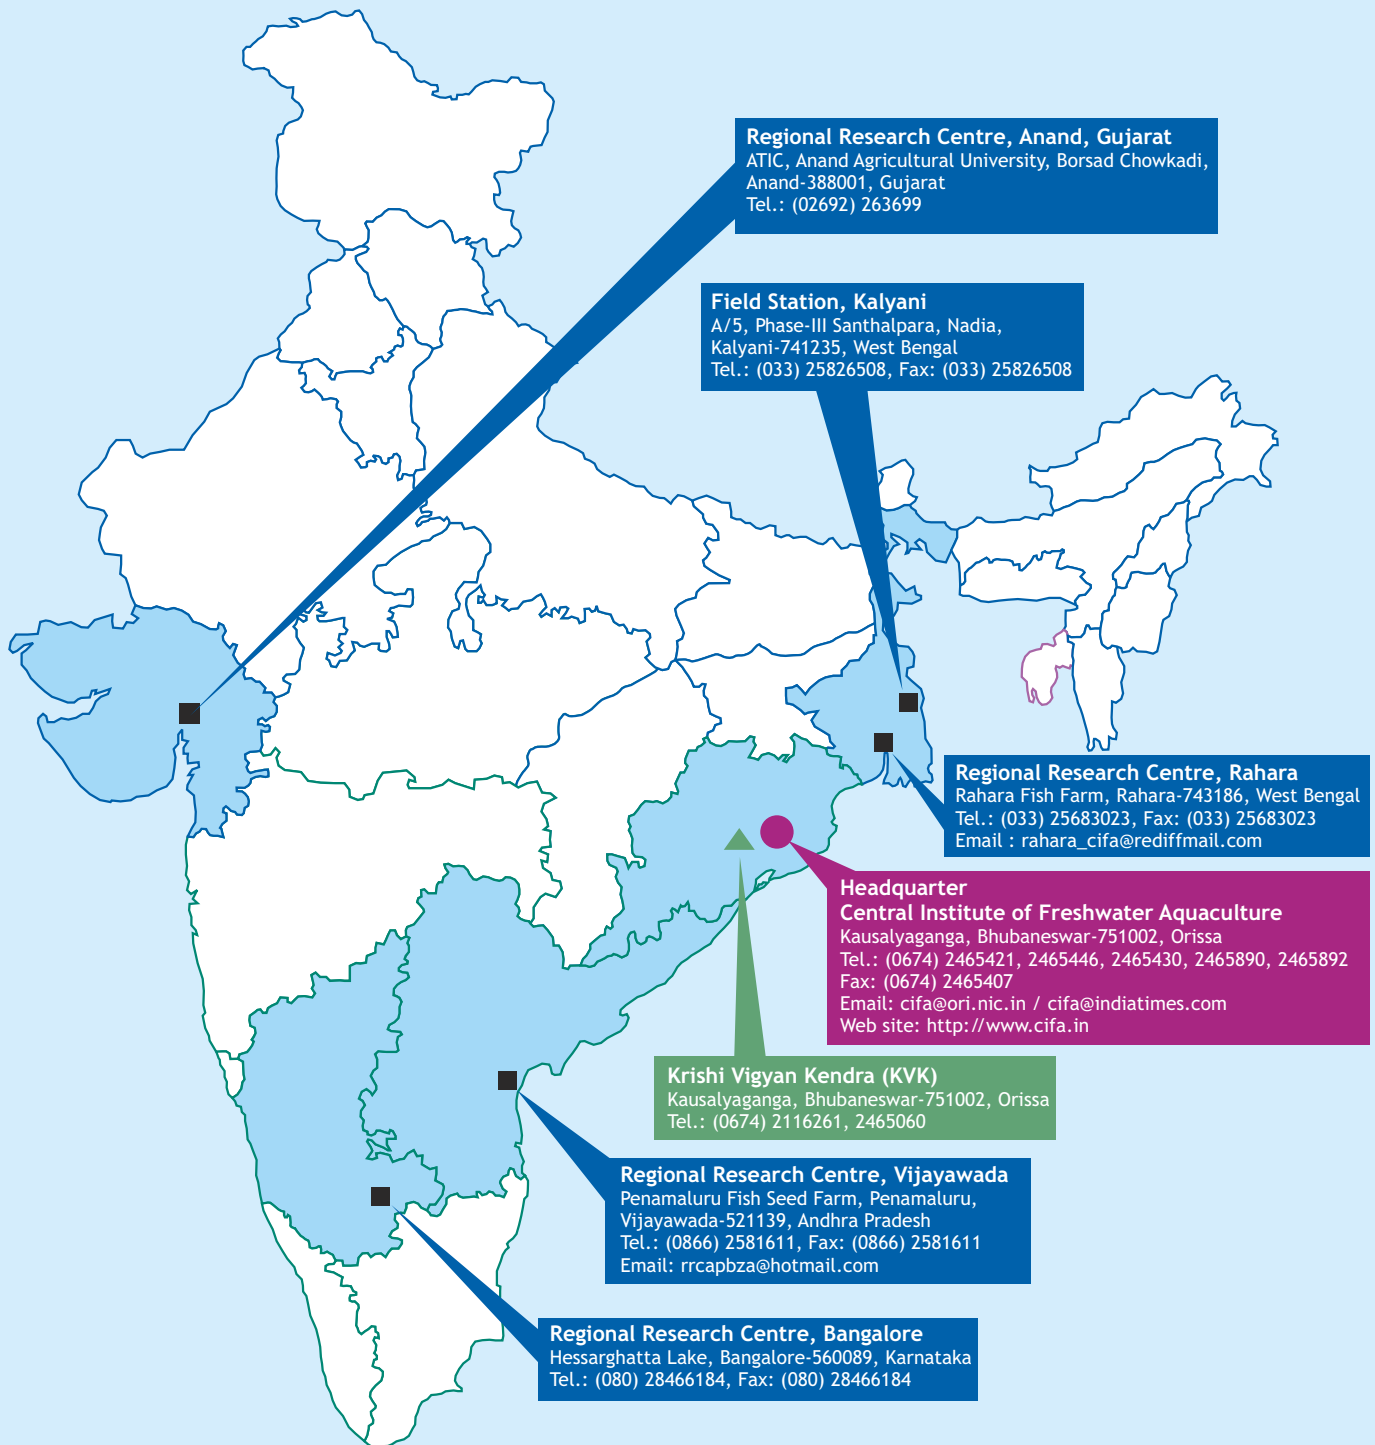 Regional Research Centre, Anand, Gujarat
ATIC, Anand Agricultural University, Borsad Chowkadi,
Anand-388001, Gujarat
Tel.: (02692) 263699
Field Station, Kalyani
A/5, Phase-III Santhalpara, Nadia,
Kalyani-741235, West Bengal
Tel.: (033) 25826508, Fax: (033) 25826508
Regional Research Centre, Rahara
Rahara Fish Farm, Rahara-743186, West Bengal
Tel.: (033) 25683023, Fax: (033) 25683023
Email : rahara_cifa@rediffmail.com
Headquarter
Central Institute of Freshwater Aquaculture
Kausalyaganga, Bhubaneswar-751002, Orissa
Tel.: (0674) 2465421, 2465446, 2465430, 2465890, 2465892
Fax: (0674) 2465407
Email: cifa@ori.nic.in / cifa@indiatimes.com
Web site: http://www.cifa.in
Krishi Vigyan Kendra (KVK)
Kausalyaganga, Bhubaneswar-751002, Orissa
Tel.: (0674) 2116261, 2465060
Regional Research Centre, Vijayawada
Penamaluru Fish Seed Farm, Penamaluru,
Vijayawada-521139, Andhra Pradesh
Tel.: (0866) 2581611, Fax: (0866) 2581611
Email: rrcapbza@hotmail.com
Regional Research Centre, Bangalore
Hessarghatta Lake, Bangalore-560089, Karnataka
Tel.: (080) 28466184, Fax: (080) 28466184